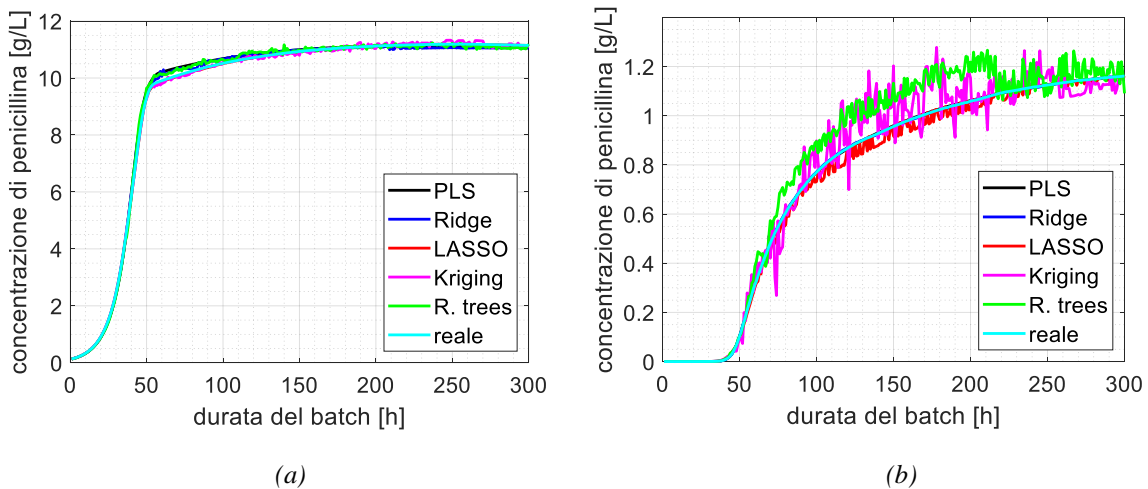 concentrazione di penicillina [g/L]
12
10
8
6
4
2
0
0 50 100 150 200 250 300
durata del batch [h]
PLS
Ridge
LASSO
Kriging
R. trees
reale
(a)
concentrazione di penicillina [g/L]
1.2
1
0.8
0.6
0.4
0.2
0
0 50 100 150 200 250 300
durata del batch [h]
PLS
Ridge
LASSO
Kriging
R. trees
reale
(b)